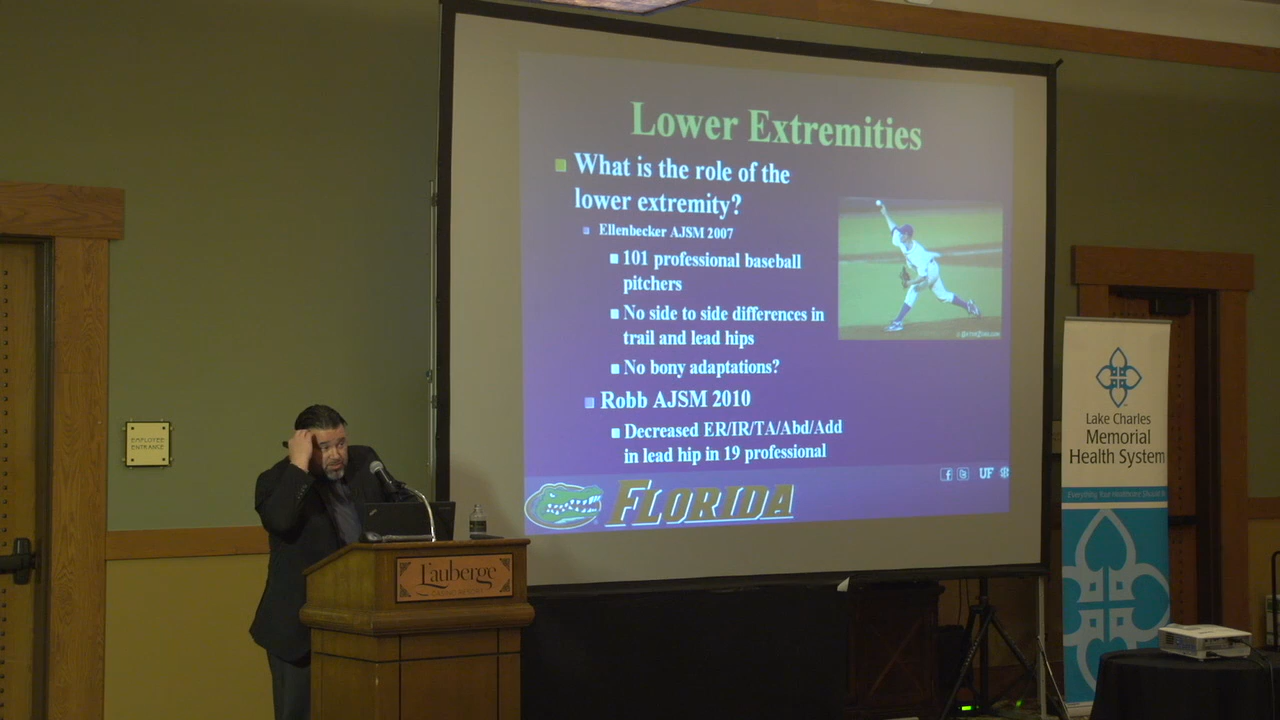 Lower Extremities
What is the role of the
lower extremity?
Ellenbecker AJSM 2007
101 professional baseball
pitchers
No side to side differences in
trail and lead hips
No bony adaptations?
Robb AJSM 2010
Decreased ER/IR/TA/Abd/Add
in lead hip in 19 professional
UF
FLORIDA
EMPLOYEE
ENTRANCE
L'auberge
CASINO RESORT
Lake Charles
Memorial
Health System